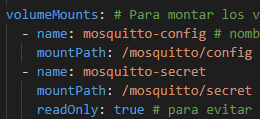 volumeMounts: # Para montar los v
- name: mosquitto-config # nomb
mountPath: /mosquitto/config
- name: mosquitto-secret
mountPath: /mosquitto/secret
readOnly: true # para evitar